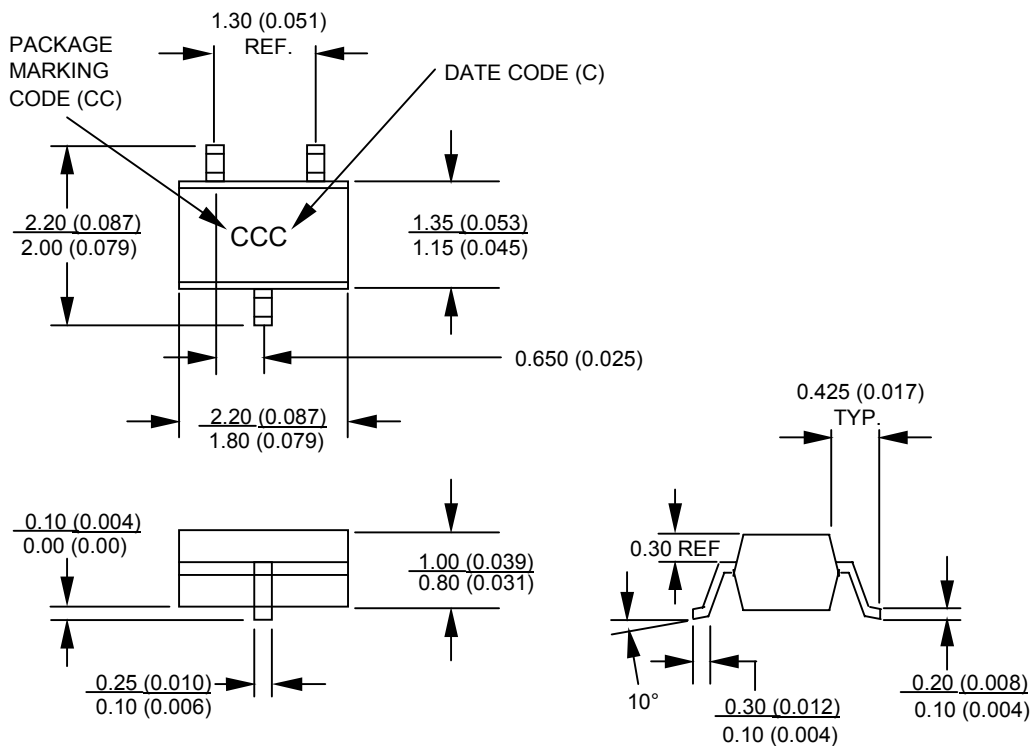 1.30 (0.051)
REF.
PACKAGE
MARKING
CODE (CC)
DATE CODE (C)
2.20 (0.087)
2.00 (0.079)
CCC
1.35 (0.053)
1.15 (0.045)
0.650 (0.025)
2.20 (0.087)
1.80 (0.079)
0.425 (0.017)
TYP.
0.10 (0.004)
0.00 (0.00)
1.00 (0.039)
0.80 (0.031)
0.30 REF
0.25 (0.010)
0.10 (0.006)
10°
0.30 (0.012)
0.10 (0.004)
0.20 (0.008)
0.10 (0.004)